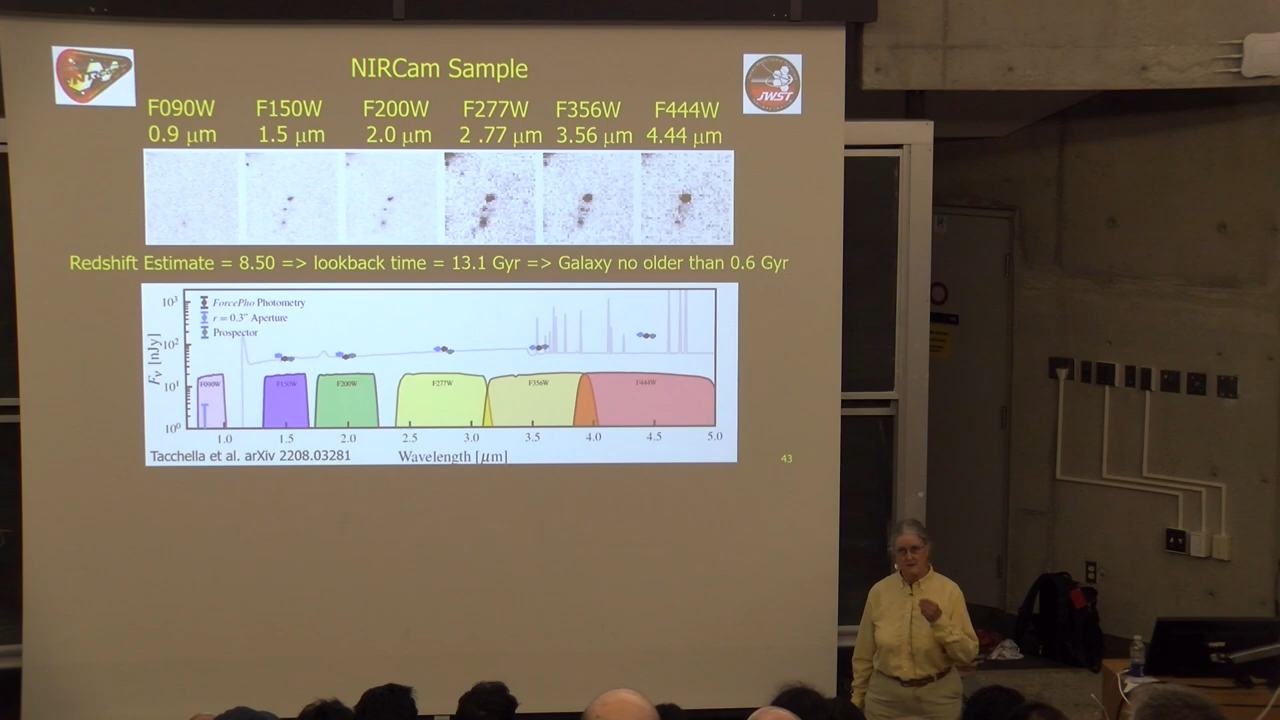 NIRCam Sample
JWST
F090W F150W F200W F277W F356W F444W
0.9 µm 1.5 µm 2.0 µm 2 .77 µm 3.56 µm 4.44 µm
Redshift Estimate = 8.50 => lookback time = 13.1 Gyr => Galaxy no older than 0.6 Gyr
10³
10²
10¹
10⁰
Fν [nJy]
ForcePho Photometry
r = 0.3" Aperture
Prospector
F090W F150W F200W F277W F356W F444W
1.0 1.5 2.0 2.5 3.0 3.5 4.0 4.5 5.0
Tacchella et al. arXiv 2208.03281
Wavelength [µm]
43